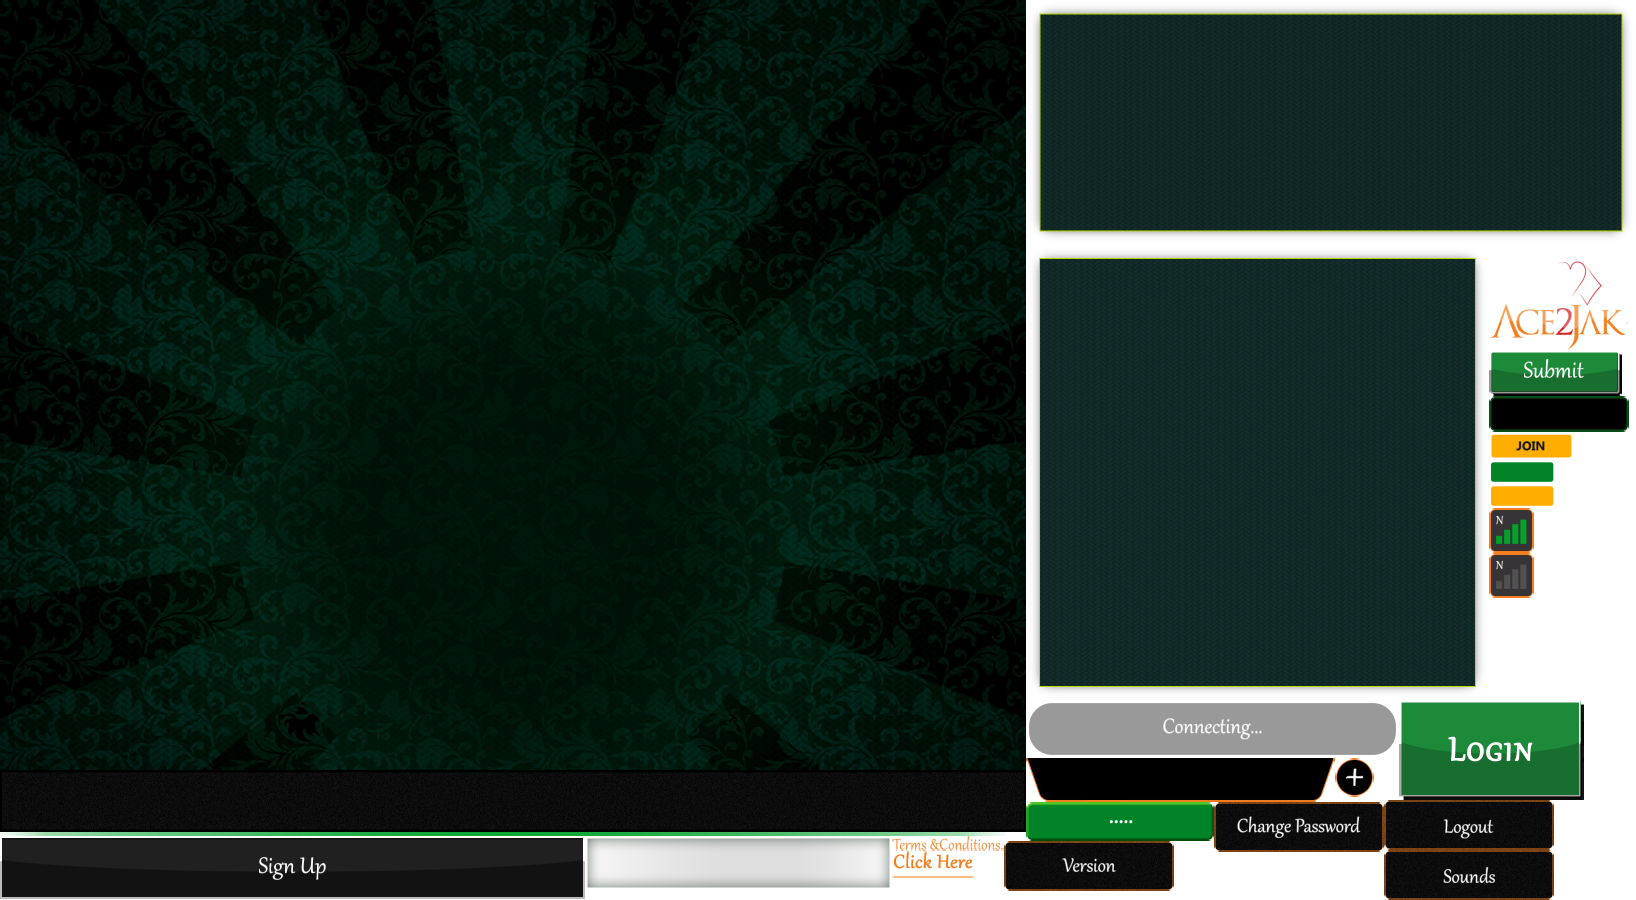 ACE2JAK
Submit
JOIN
N
N
Connecting...
LOGIN
+
.....
Change Password
Logout
Terms &Conditions.
Click Here
Sign Up
Version
Sounds